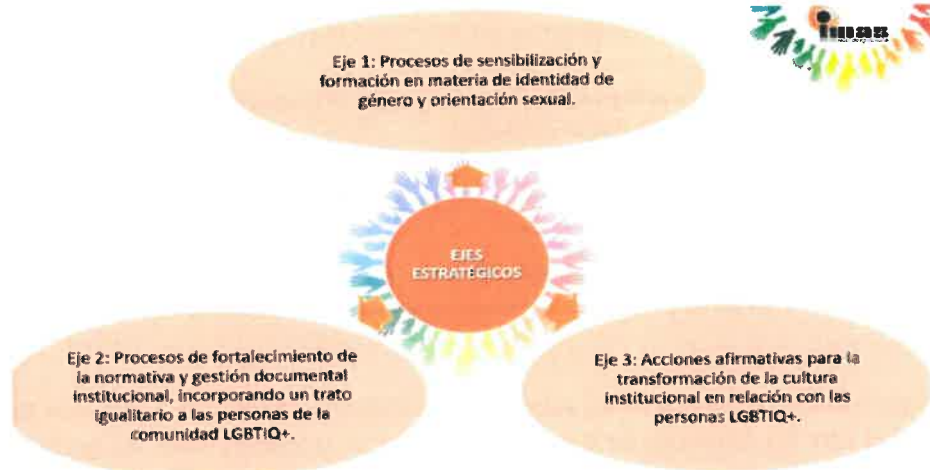 Eje 1: Procesos de sensibilización y
formación en materia de identidad de
género y orientación sexual.
EJES
ESTRATÉGICOS
Eje 2: Procesos de fortalecimiento de
la normativa y gestión documental
institucional, incorporando un trato
igualitario a las personas de la
comunidad LGBTIQ+.
Eje 3: Acciones afirmativas para la
transformación de la cultura
institucional en relación con las
personas LGBTIQ+.